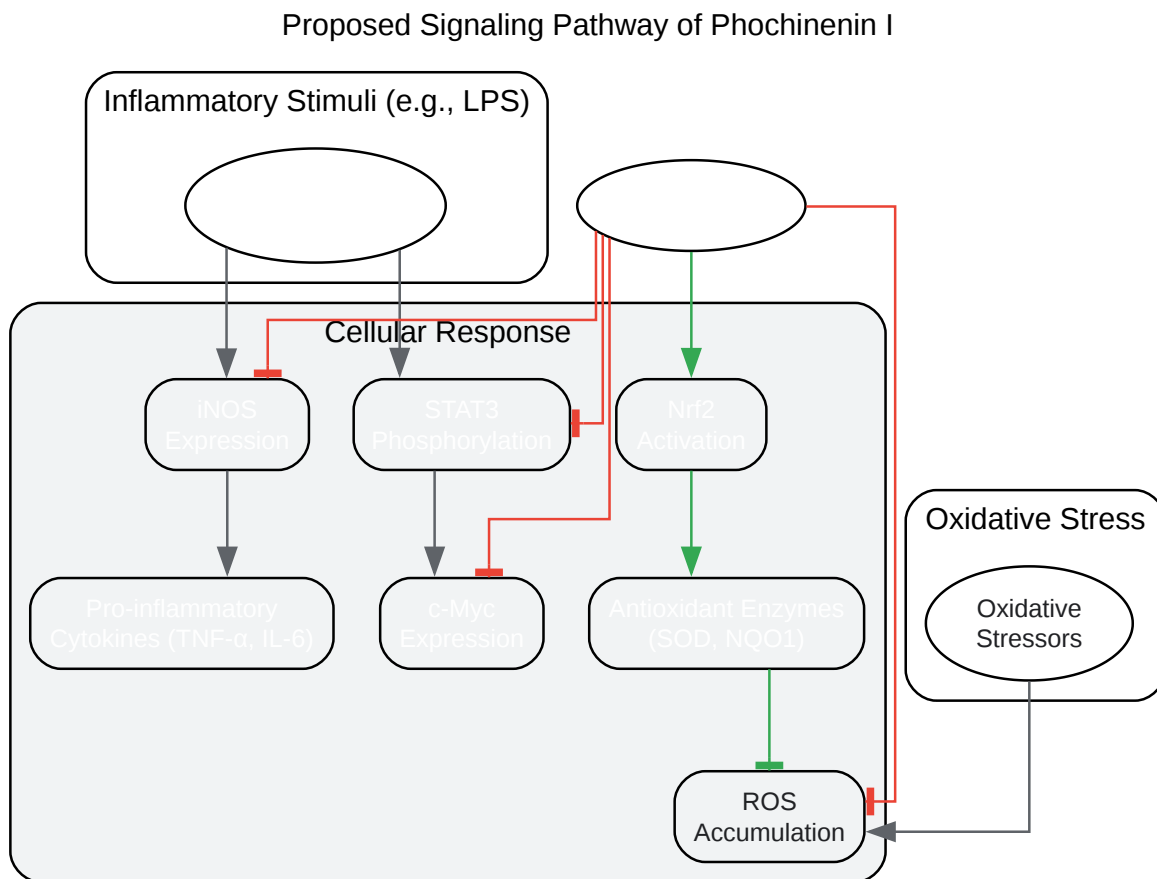 Proposed Signaling Pathway of Phochinenin I
Inflammatory Stimuli (e.g., LPS)
Cellular Response
iNOS
Expression
STAT3
Phosphorylation
Nrf2
Activation
Oxidative Stress
Oxidative
Stressors
Pro-inflammatory
Cytokines (TNF-α, IL-6)
c-Myc
Expression
Antioxidant Enzymes
(SOD, NQO1)
ROS
Accumulation